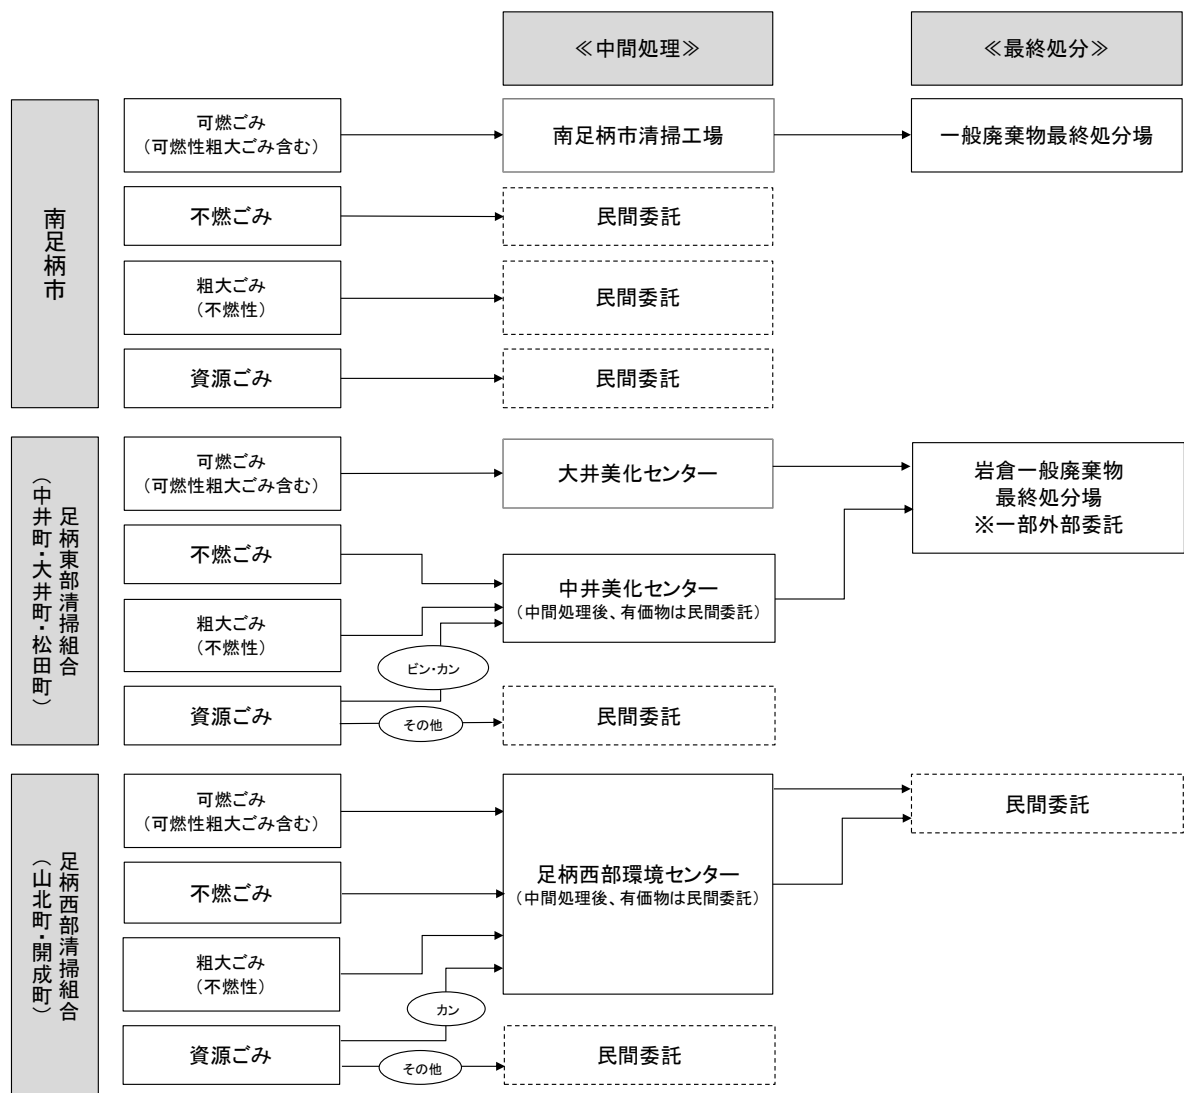 ≪中間処理≫
≪最終処分≫
南足柄市
可燃ごみ
（可燃性粗大ごみ含む）
南足柄市清掃工場
一般廃棄物最終処分場
不燃ごみ
民間委託
粗大ごみ
（不燃性）
民間委託
資源ごみ
民間委託
足柄東部清掃組合
（中井町・大井町・松田町）
可燃ごみ
（可燃性粗大ごみ含む）
大井美化センター
岩倉一般廃棄物
最終処分場
※一部外部委託
不燃ごみ
中井美化センター
（中間処理後、有価物は民間委託）
粗大ごみ
（不燃性）
ビン・カン
資源ごみ
その他
民間委託
足柄西部清掃組合
（山北町・開成町）
可燃ごみ
（可燃性粗大ごみ含む）
民間委託
不燃ごみ
足柄西部環境センター
（中間処理後、有価物は民間委託）
粗大ごみ
（不燃性）
カン
資源ごみ
その他
民間委託